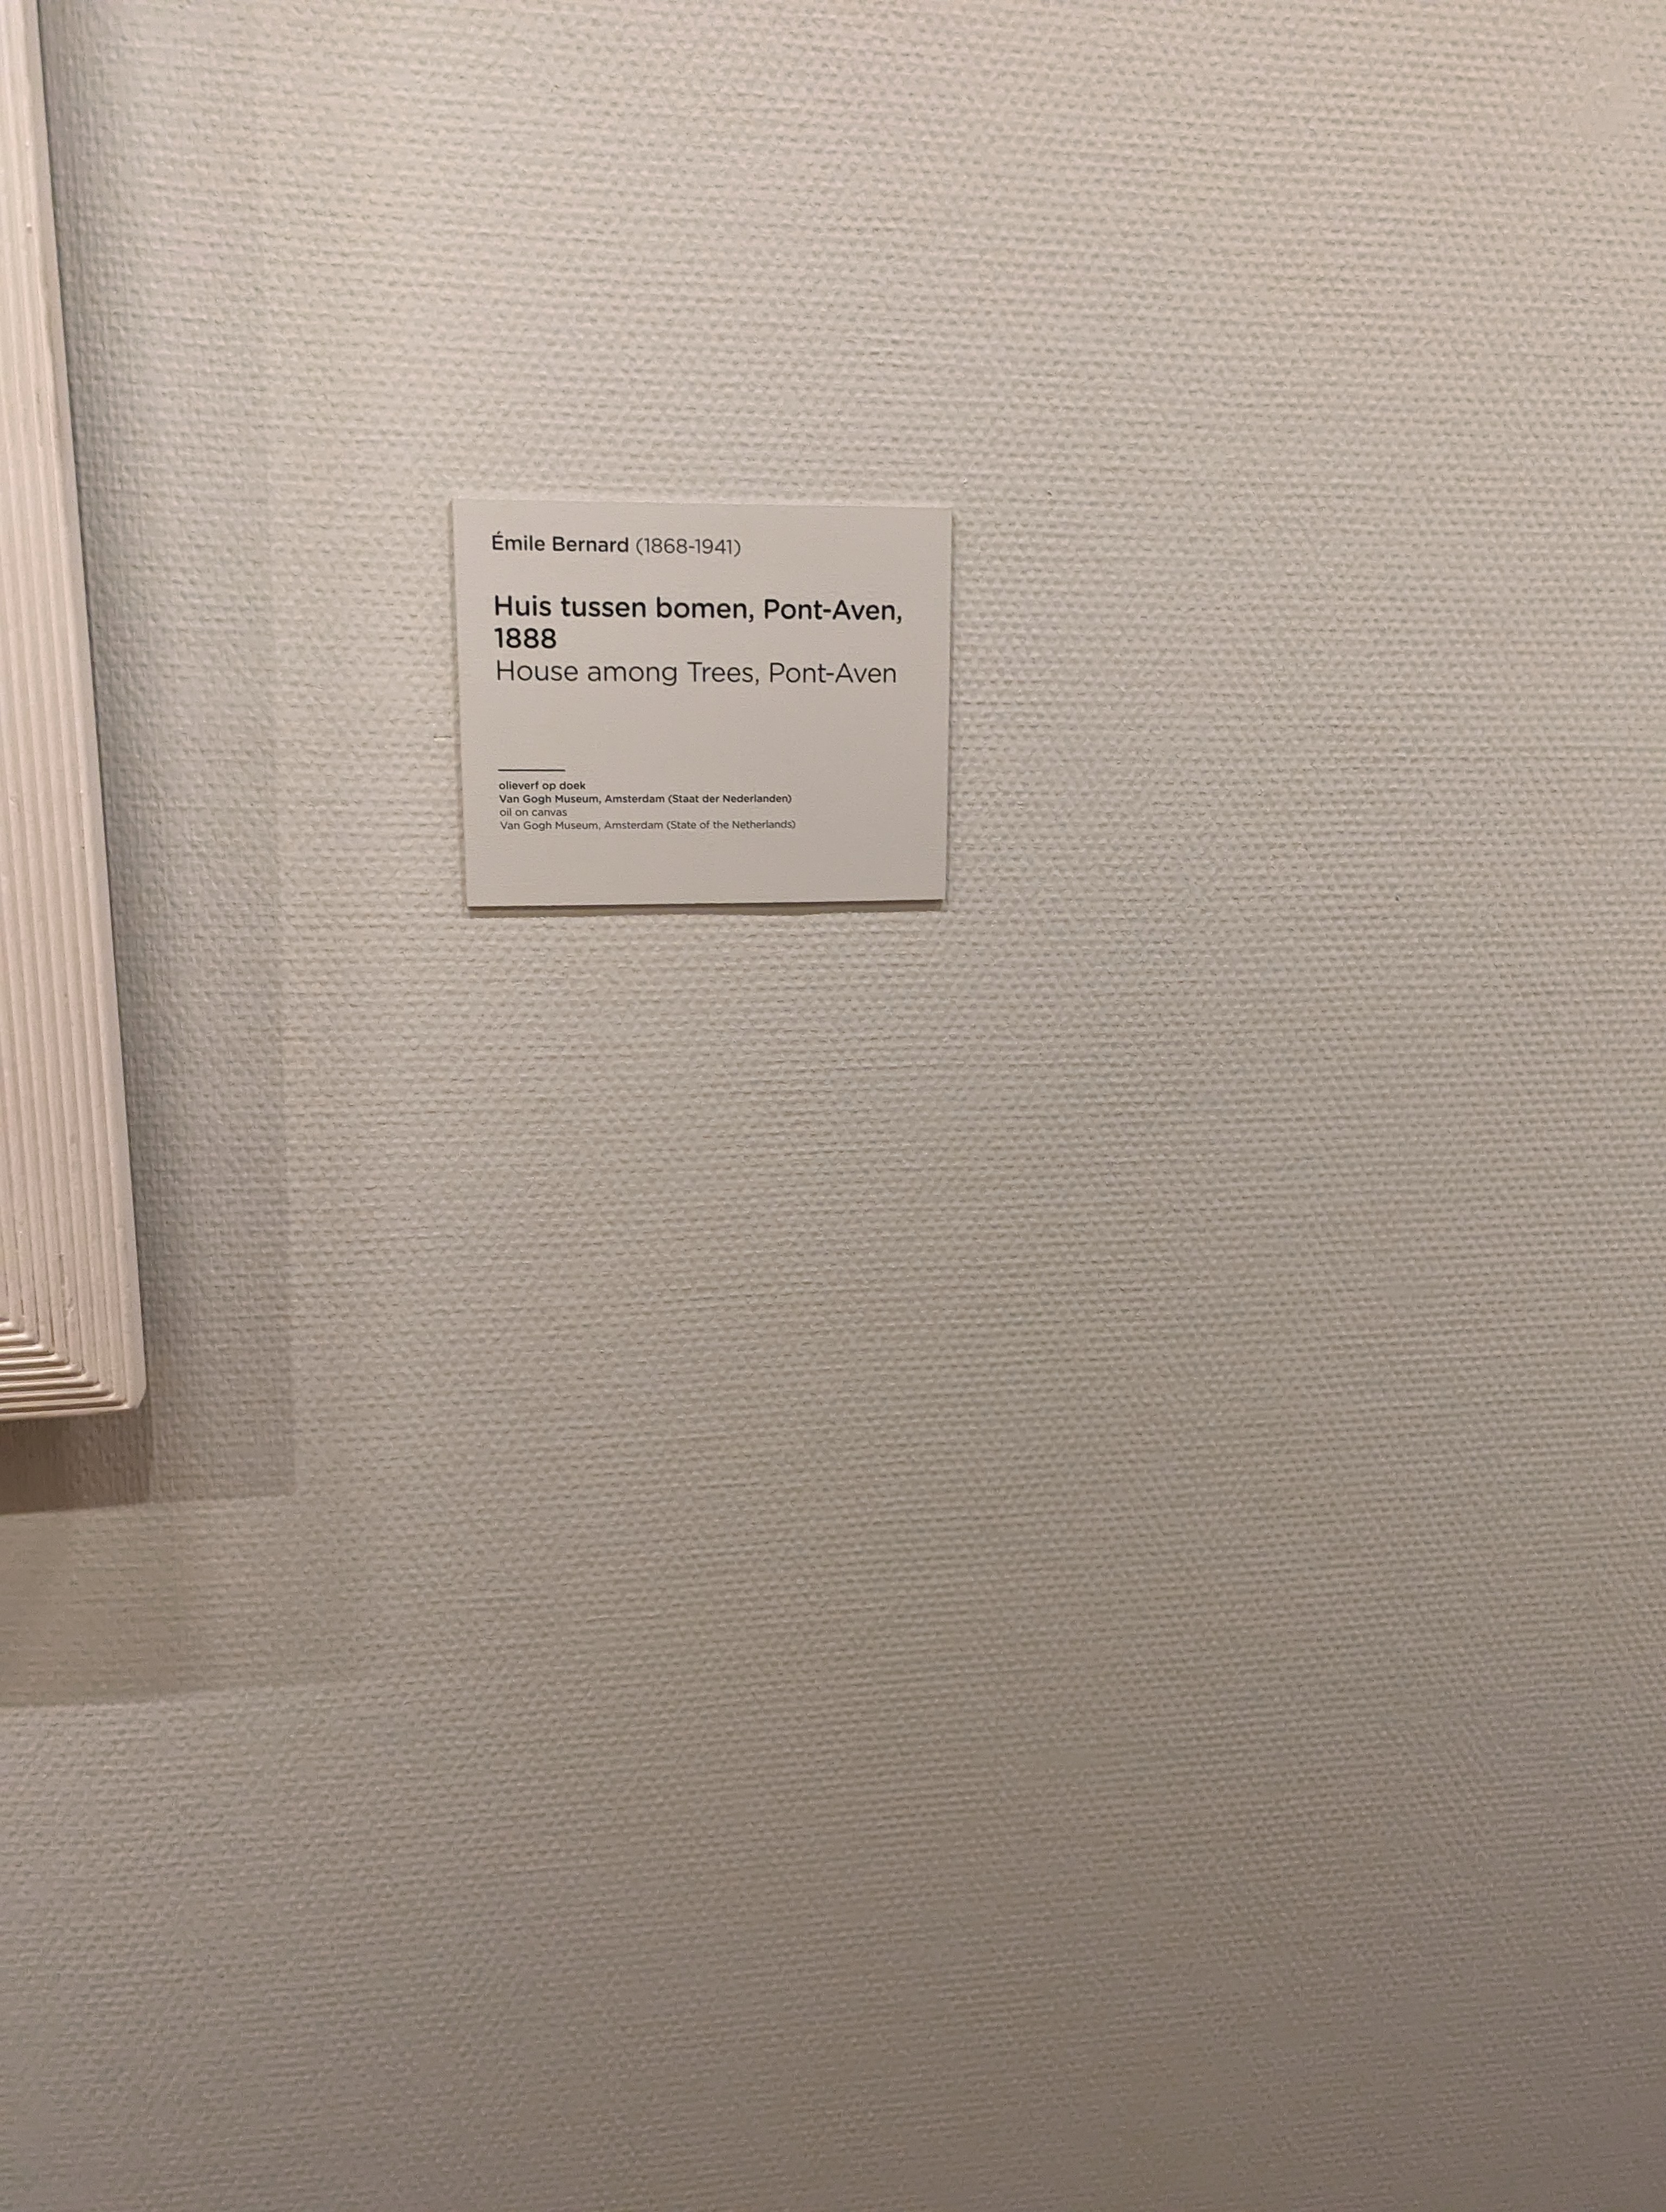 Émile Bernard (1868-1941)
Huis tussen bomen, Pont-Aven,
1888
House among Trees, Pont-Aven
olieverf op doek
Van Gogh Museum, Amsterdam (Staat der Nederlanden)
oil on canvas
Van Gogh Museum, Amsterdam (State of the Netherlands)